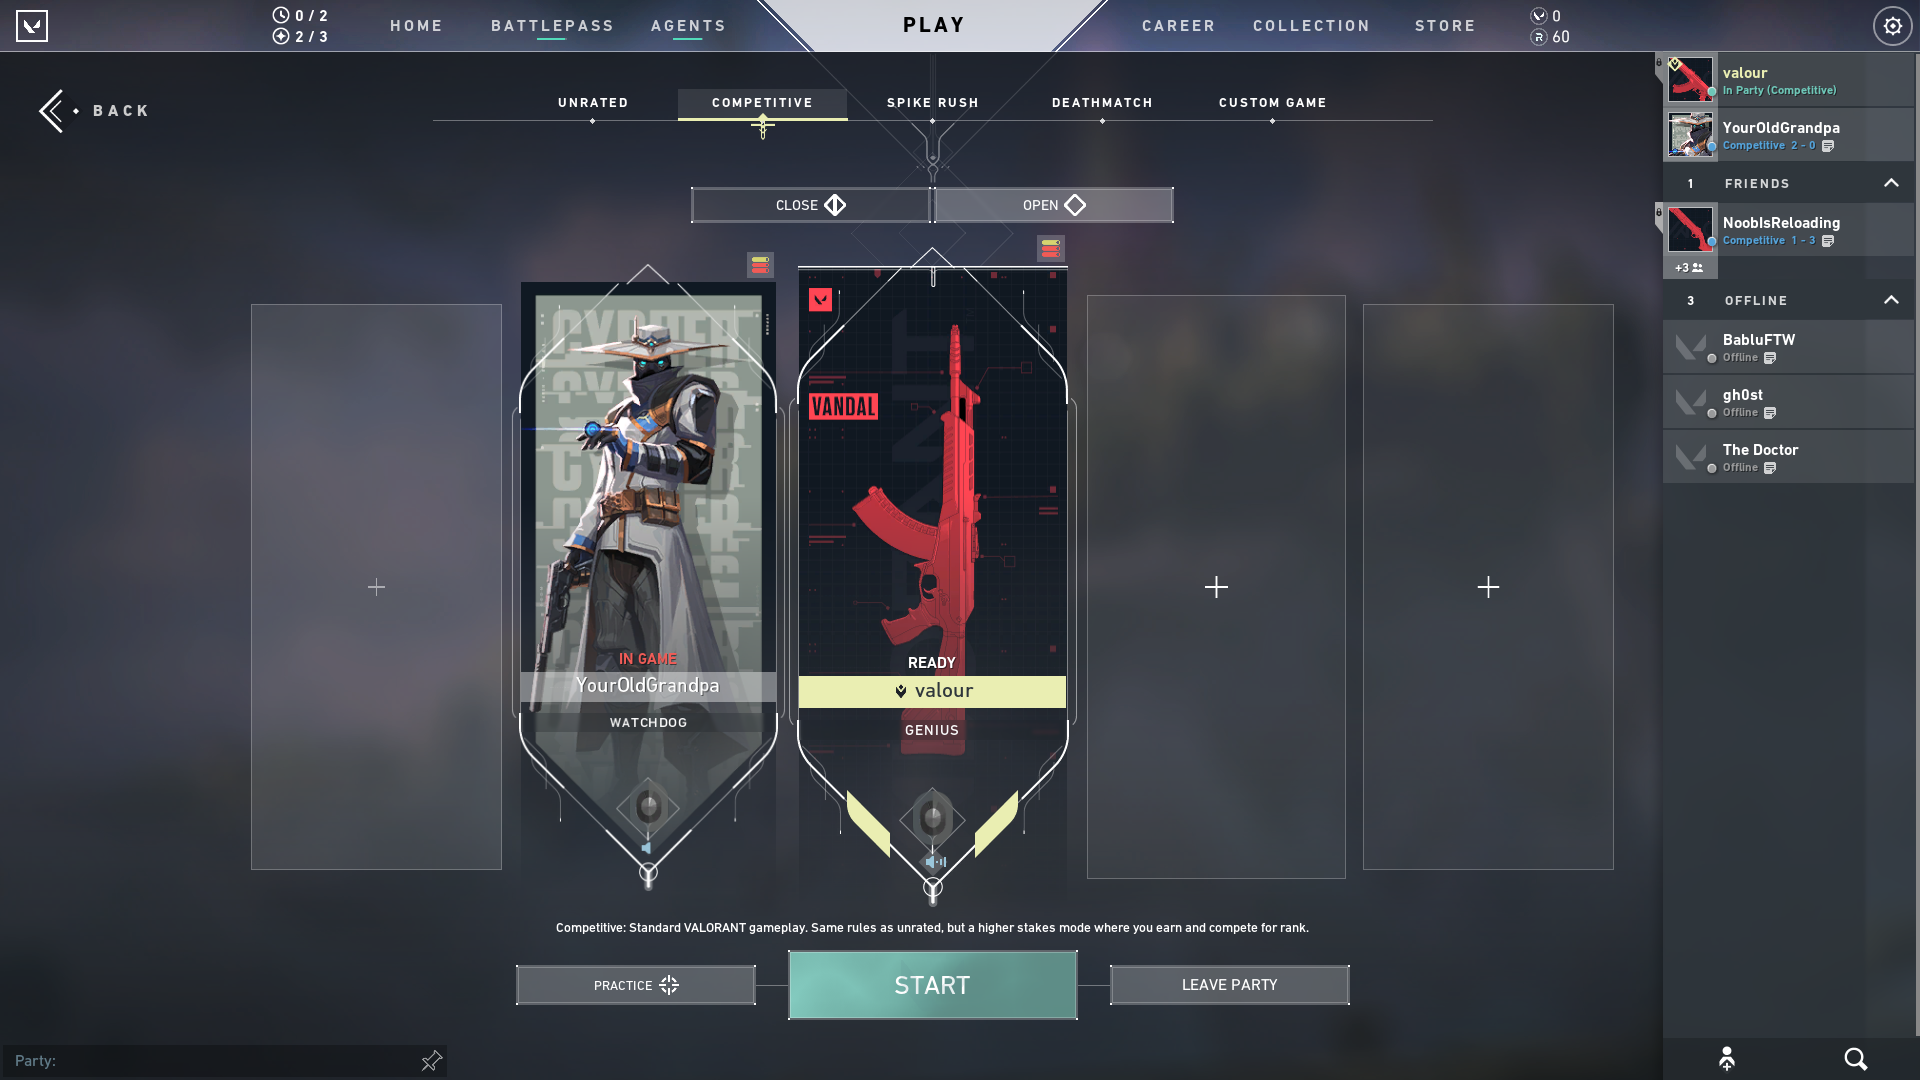 0 / 2
2 / 3
HOME
BATTLEPASS
AGENTS
PLAY
CAREER
COLLECTION
STORE
0
R 60
BACK
UNRATED
COMPETITIVE
SPIKE RUSH
DEATHMATCH
CUSTOM GAME
CLOSE
OPEN
CYPHER
IN GAME
YourOldGrandpa
WATCHDOG
VANDAL
READY
valour
GENIUS
Competitive: Standard VALORANT gameplay. Same rules as unrated, but a higher stakes mode where you earn and compete for rank.
PRACTICE
START
LEAVE PARTY
Party:
valour
In Party (Competitive)
YourOldGrandpa
Competitive 2 - 0
1 FRIENDS
NoobIsReloading
Competitive 1 - 3
+3
3 OFFLINE
BabluFTW
Offline
gh0st
Offline
The Doctor
Offline